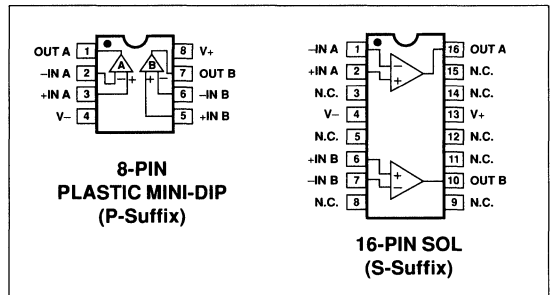 OUT A 1 8 V+
–IN A 2 A B 7 OUT B
+IN A 3 – + + – 6 –IN B
V– 4 5 +IN B
8-PIN
PLASTIC MINI-DIP
(P-Suffix)
–IN A 1 16 OUT A
+IN A 2 – + 15 N.C.
N.C. 3 14 N.C.
V– 4 13 V+
N.C. 5 12 N.C.
+IN B 6 + 11 N.C.
–IN B 7 – 10 OUT B
N.C. 8 9 N.C.
16-PIN SOL
(S-Suffix)